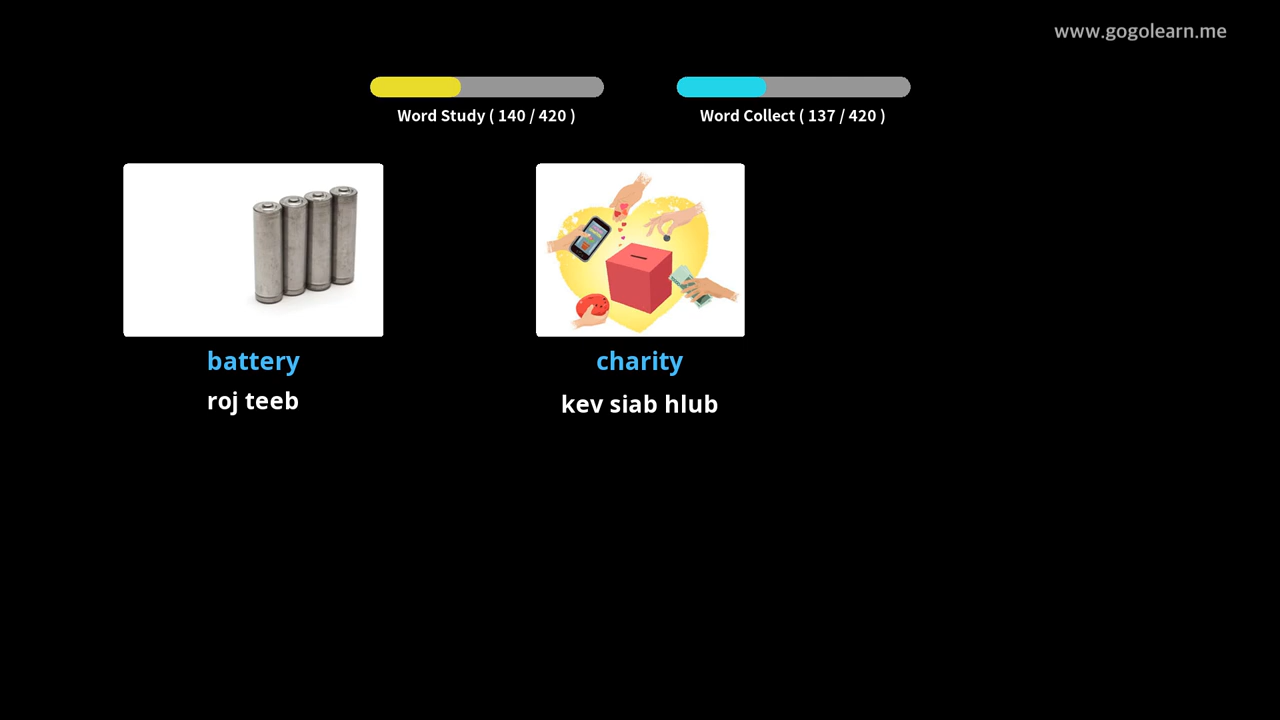 www.gogolearn.me
Word Study ( 140 / 420 )
Word Collect ( 137 / 420 )
battery
roj teeb
charity
kev siab hlub